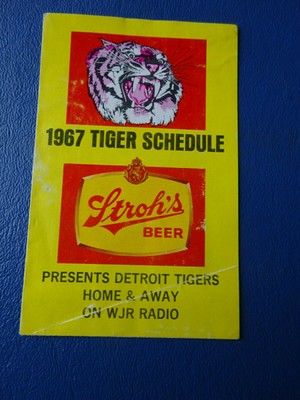 1967 TIGER SCHEDULE
Stroh's
BEER
PRESENTS DETROIT TIGERS
HOME & AWAY
ON WJR RADIO